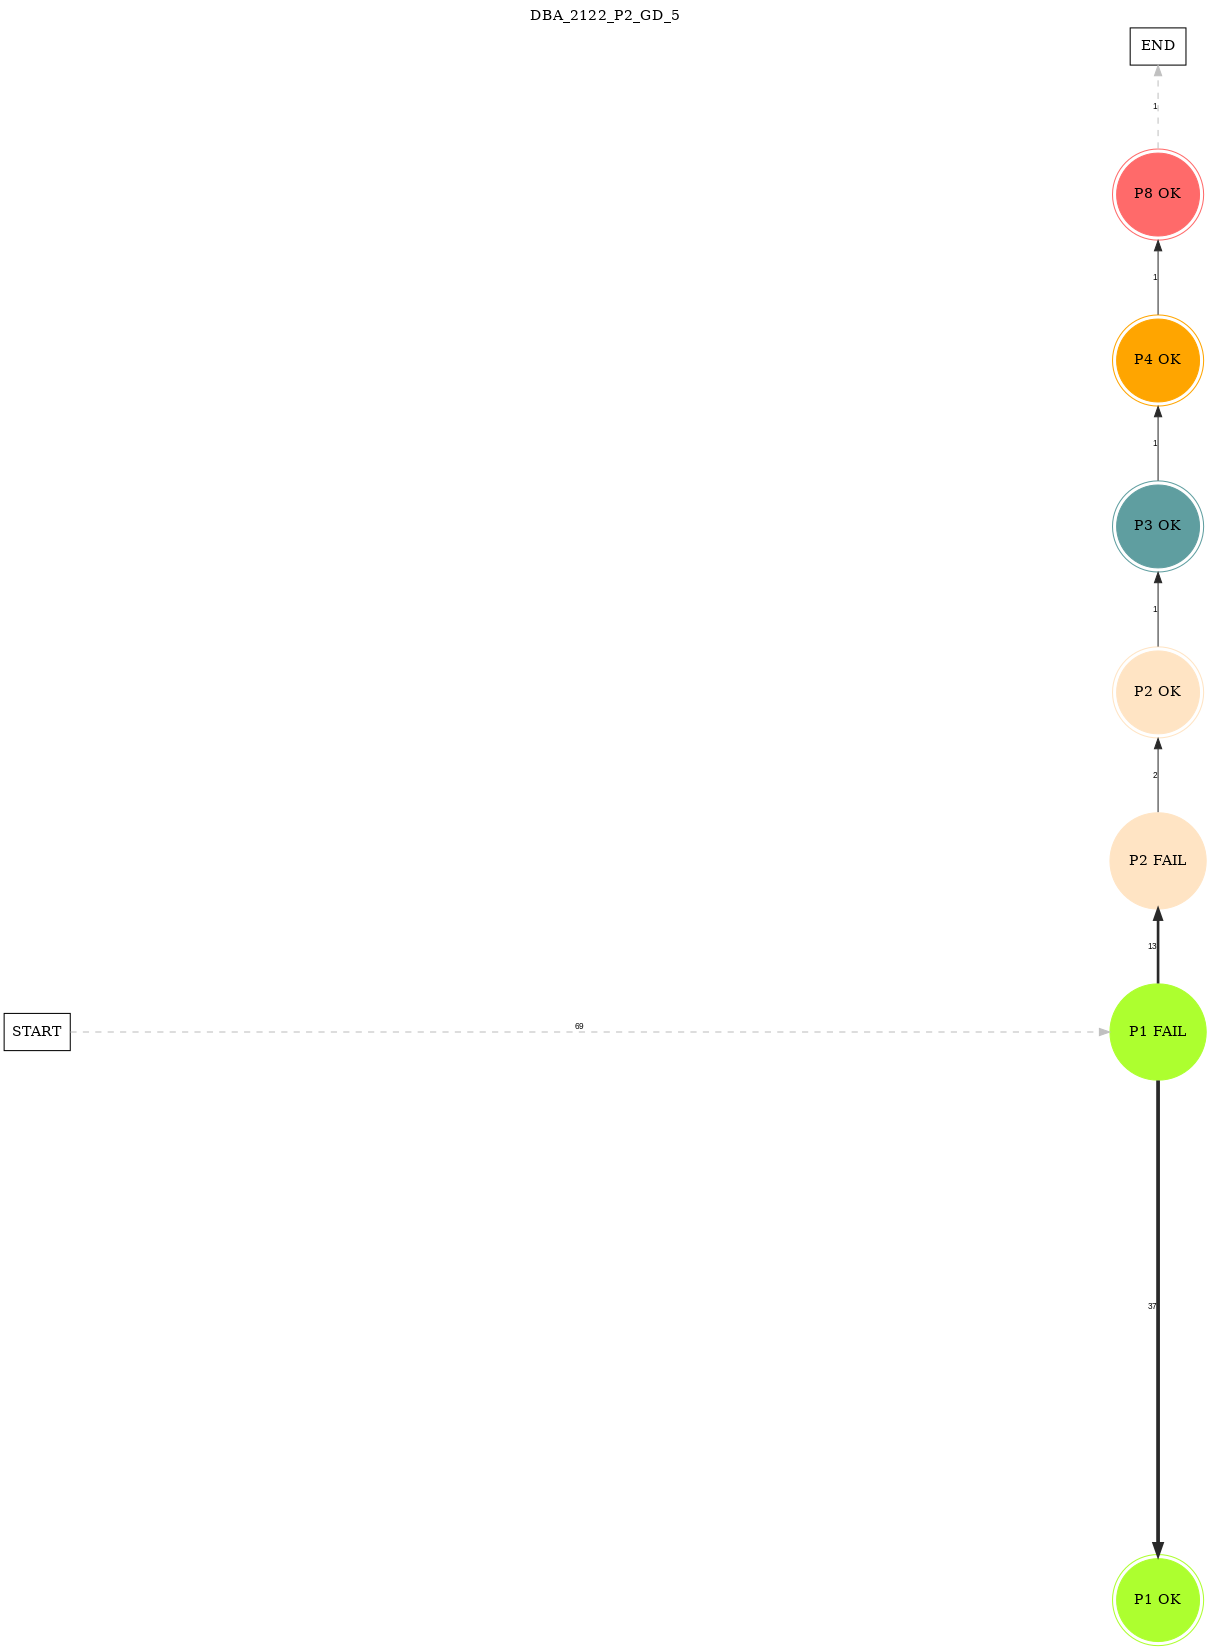 DBA_2122_P2_GD_5
END
1
P8 OK
1
P4 OK
1
P3 OK
1
P2 OK
2
P2 FAIL
13
START
69
P1 FAIL
37
P1 OK